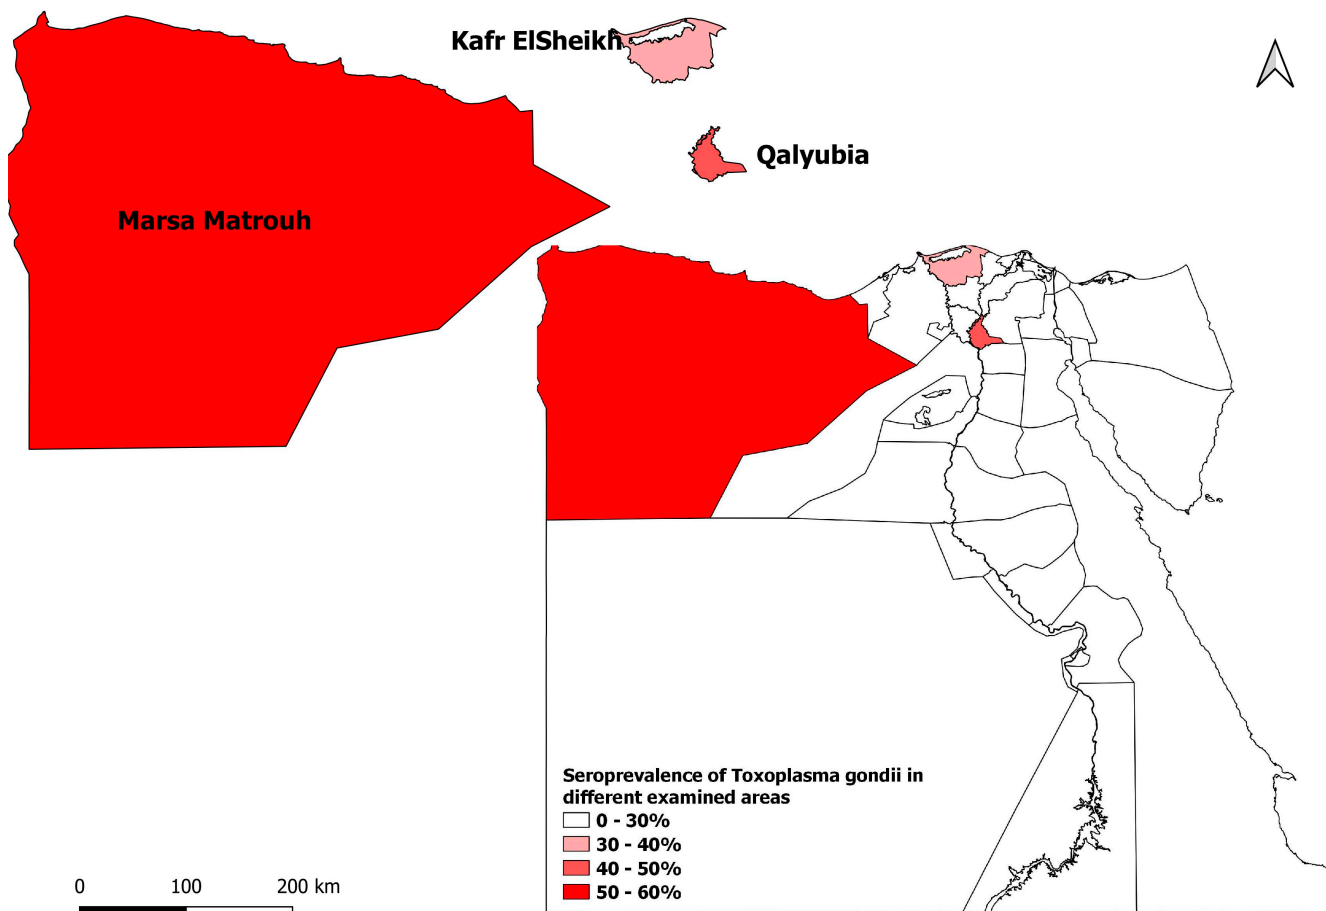 Kafr ElSheikh
Qalyubia
Marsa Matrouh
Seroprevalence of Toxoplasma gondii in
different examined areas
0 - 30%
30 - 40%
40 - 50%
50 - 60%
0 100 200 km